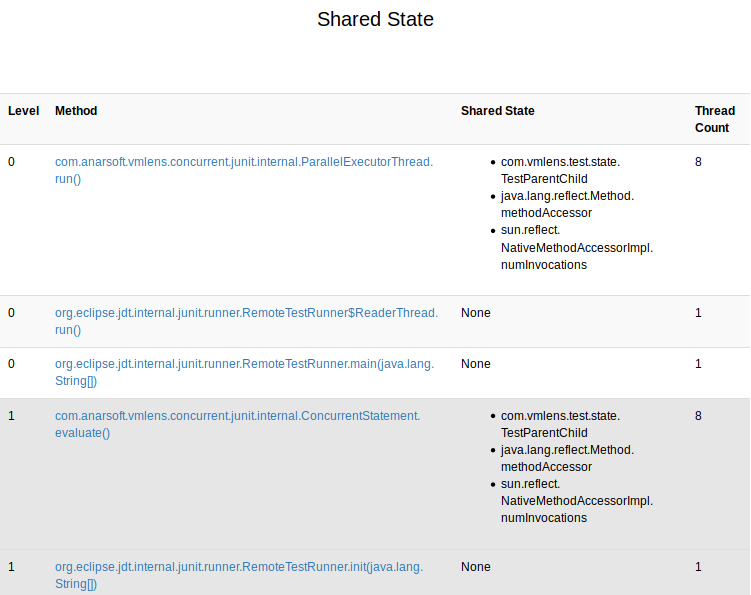 Shared State
Level Method Shared State Thread
Count
0 com.anarsoft.vmlens.concurrent.junit.internal.ParallelExecutorThread. • com.vmlens.test.state. 8
run() TestParentChild
• java.lang.reflect.Method.
methodAccessor
• sun.reflect.
NativeMethodAccessorImpl.
numInvocations
0 org.eclipse.jdt.internal.junit.runner.RemoteTestRunner$ReaderThread. None 1
run()
0 org.eclipse.jdt.internal.junit.runner.RemoteTestRunner.main(java.lang. None 1
String[])
1 com.anarsoft.vmlens.concurrent.junit.internal.ConcurrentStatement. • com.vmlens.test.state. 8
evaluate() TestParentChild
• java.lang.reflect.Method.
methodAccessor
• sun.reflect.
NativeMethodAccessorImpl.
numInvocations
1 org.eclipse.jdt.internal.junit.runner.RemoteTestRunner.init(java.lang. None 1
String[])